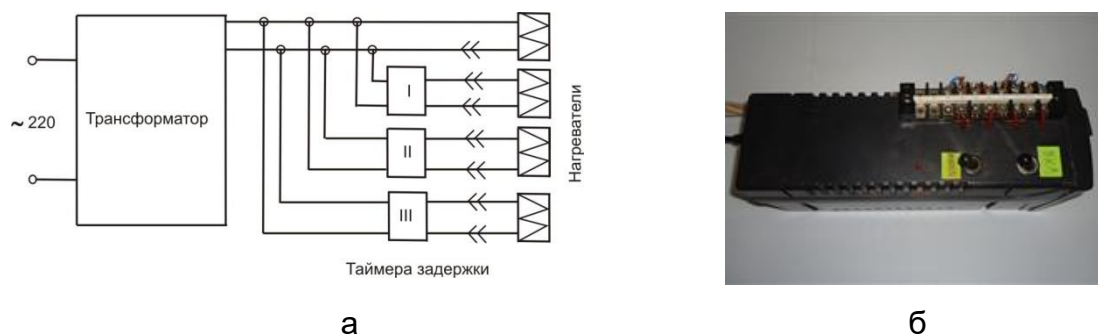 ~ 220
Трансформатор
I
II
III
Нагреватели
Таймера задержки
а
б